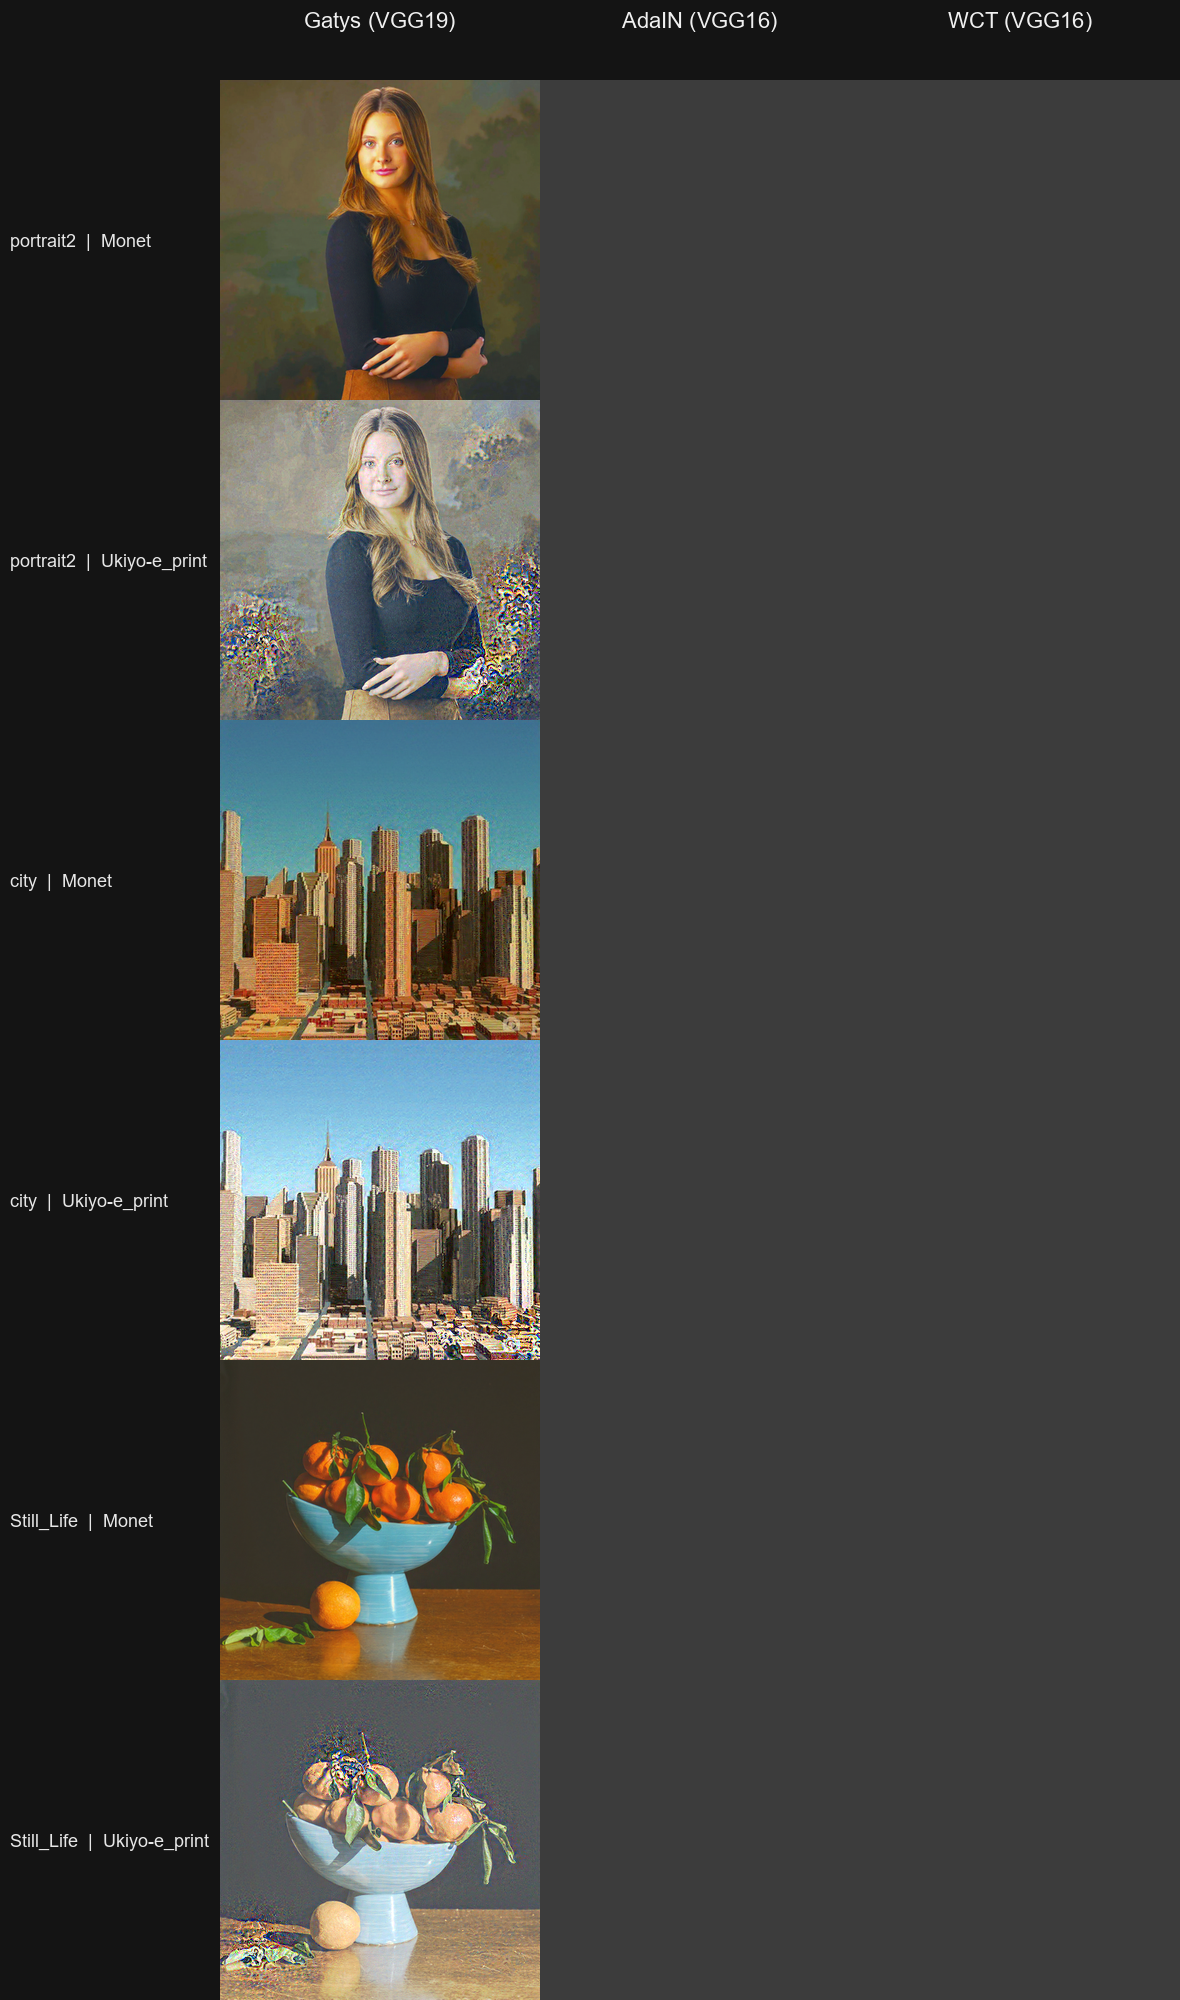 Gatys (VGG19) AdaIN (VGG16) WCT (VGG16)
portrait2 | Monet
portrait2 | Ukiyo-e_print
city | Monet
city | Ukiyo-e_print
Still_Life | Monet
Still_Life | Ukiyo-e_print